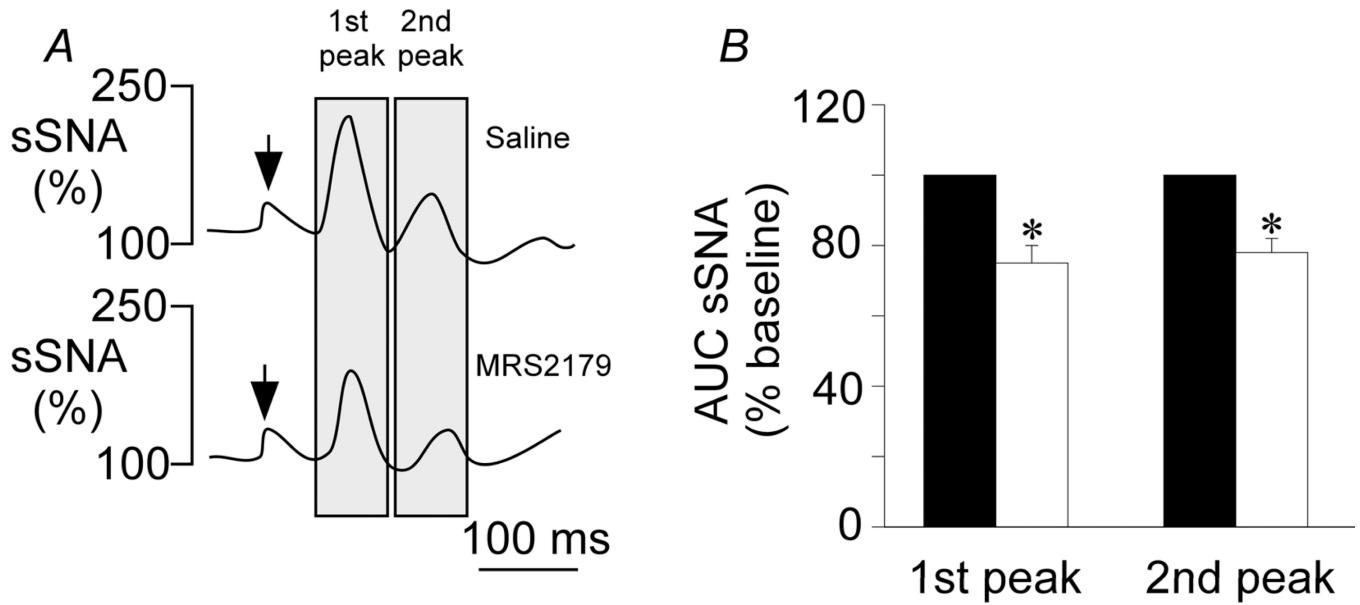 A
1st
peak
2nd
peak
250
sSNA
(%)
100
Saline
250
sSNA
(%)
100
MRS2179
100 ms
B
AUC sSNA
(% baseline)
120
80
40
0
*
*
1st peak
2nd peak